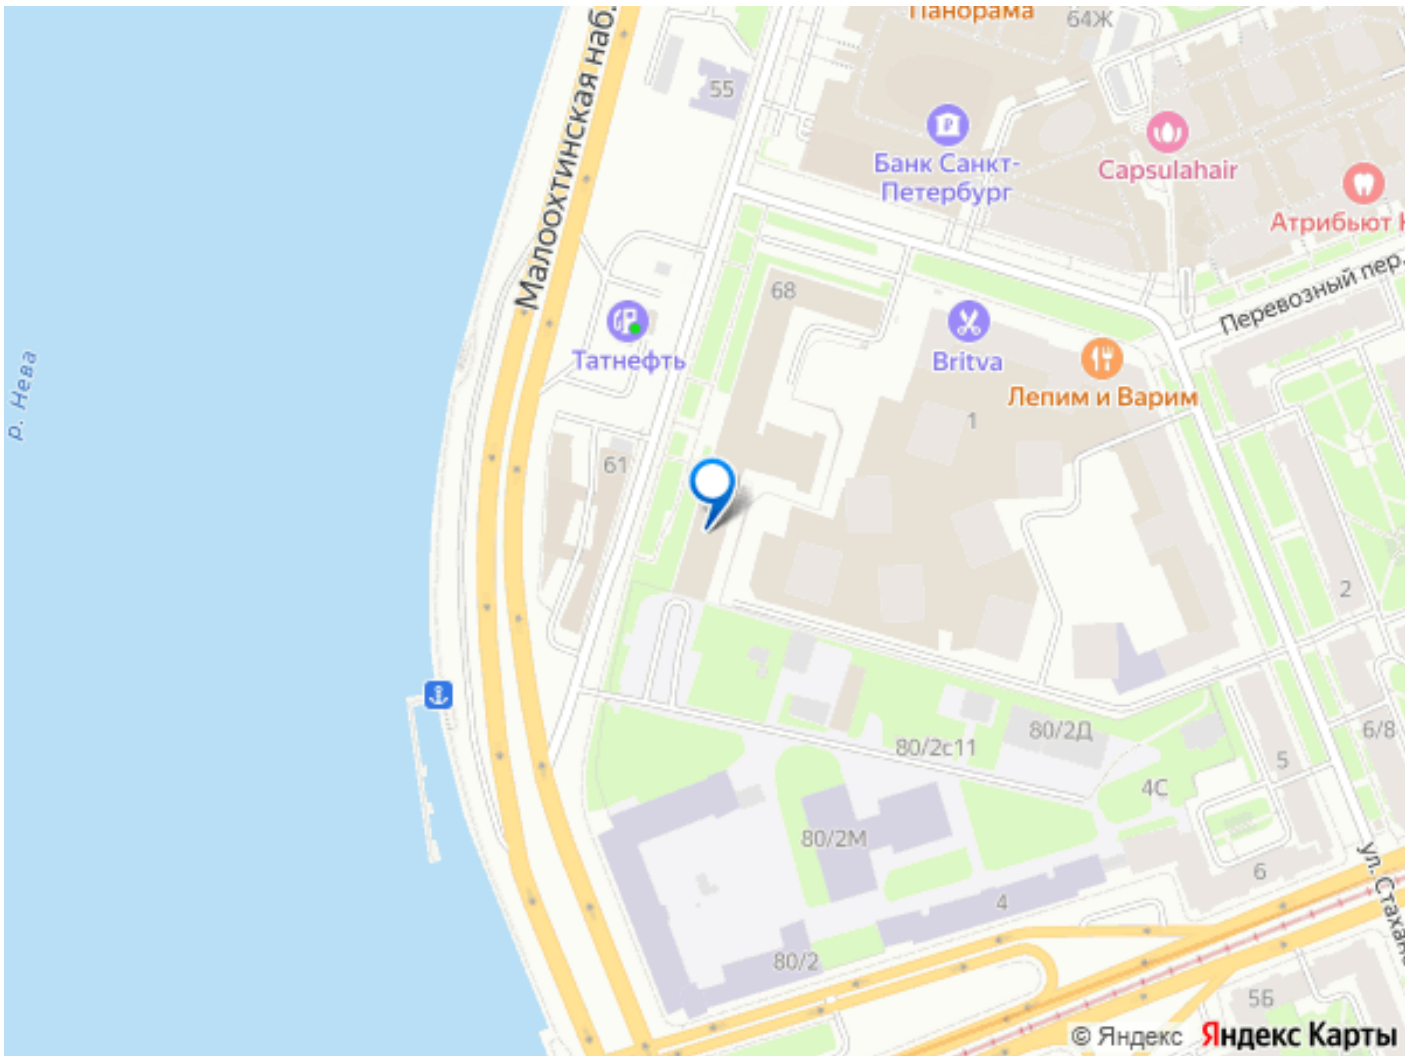 Панорама
64Ж
Малоохтинская наб.
55
Банк Санкт-
Петербург
Capsulahair
Атрибьют
Перевозный пер.
68
Татнефть
Britva
Лепим и Варим
1
р. Нева
61
2
80/2с11
80/2Д
6/8
5
4С
80/2М
6
4
80/2
ул. Стахан
5Б
© Яндекс Яндекс Карты